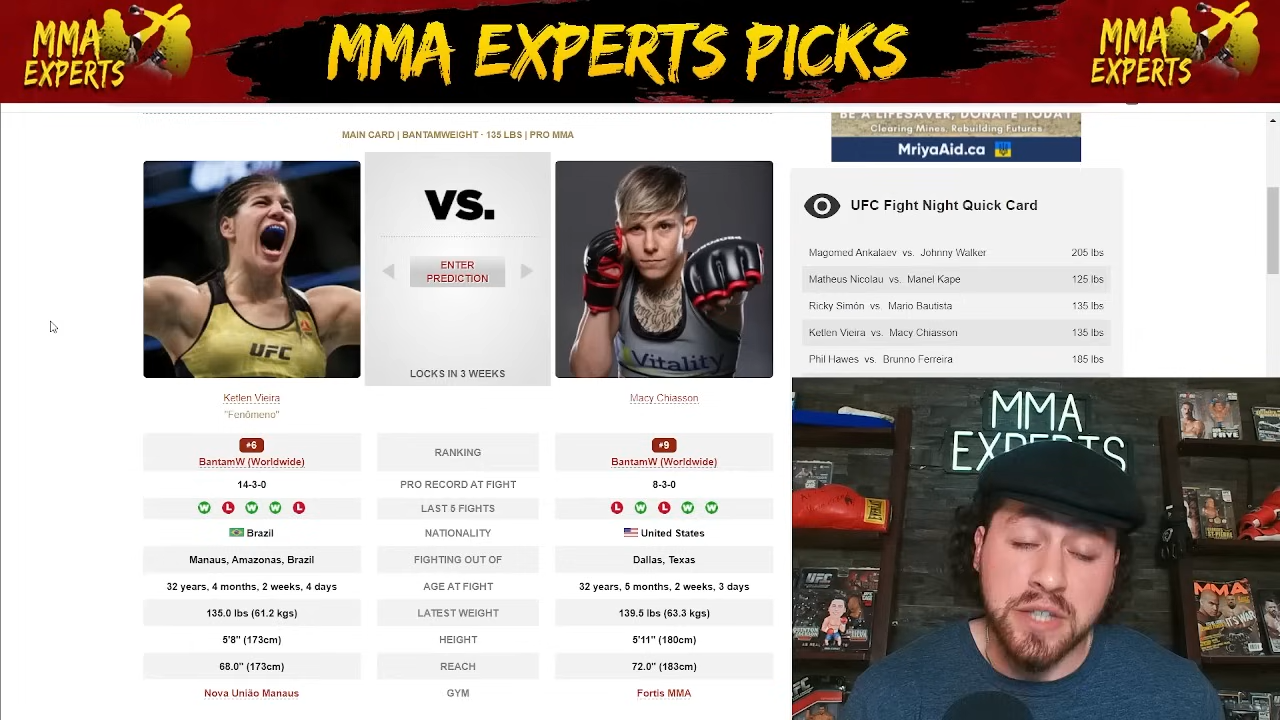 MMA
EXPERTS
MMA EXPERTS PICKS
MMA
EXPERTS
MAIN CARD | BANTAMWEIGHT · 135 LBS | PRO MMA
BE A LIFESAVER, DONATE TODAY
Clearing Mines. Rebuilding Futures
MriyaAid.ca
VS.
ENTER
PREDICTION
LOCKS IN 3 WEEKS
UFC
Vitality
Ketlen Vieira
"Fenômeno"
Macy Chiasson
#6
BantamW (Worldwide)
RANKING
#9
BantamW (Worldwide)
14-3-0 PRO RECORD AT FIGHT 8-3-0
W L W W L LAST 5 FIGHTS L W L W W
Brazil NATIONALITY United States
Manaus, Amazonas, Brazil FIGHTING OUT OF Dallas, Texas
32 years, 4 months, 2 weeks, 4 days AGE AT FIGHT 32 years, 5 months, 2 weeks, 3 days
135.0 lbs (61.2 kgs) LATEST WEIGHT 139.5 lbs (63.3 kgs)
5'8" (173cm) HEIGHT 5'11" (180cm)
68.0" (173cm) REACH 72.0" (183cm)
Nova União Manaus GYM Fortis MMA
UFC Fight Night Quick Card
Magomed Ankalaev vs. Johnny Walker 205 lbs
Matheus Nicolau vs. Manel Kape 125 lbs
Ricky Simón vs. Mario Bautista 135 lbs
Ketlen Vieira vs. Macy Chiasson 135 lbs
Phil Hawes vs. Brunno Ferreira 185 lbs
MMA
EXPERTS
UFC
MMA
IT'S WAR